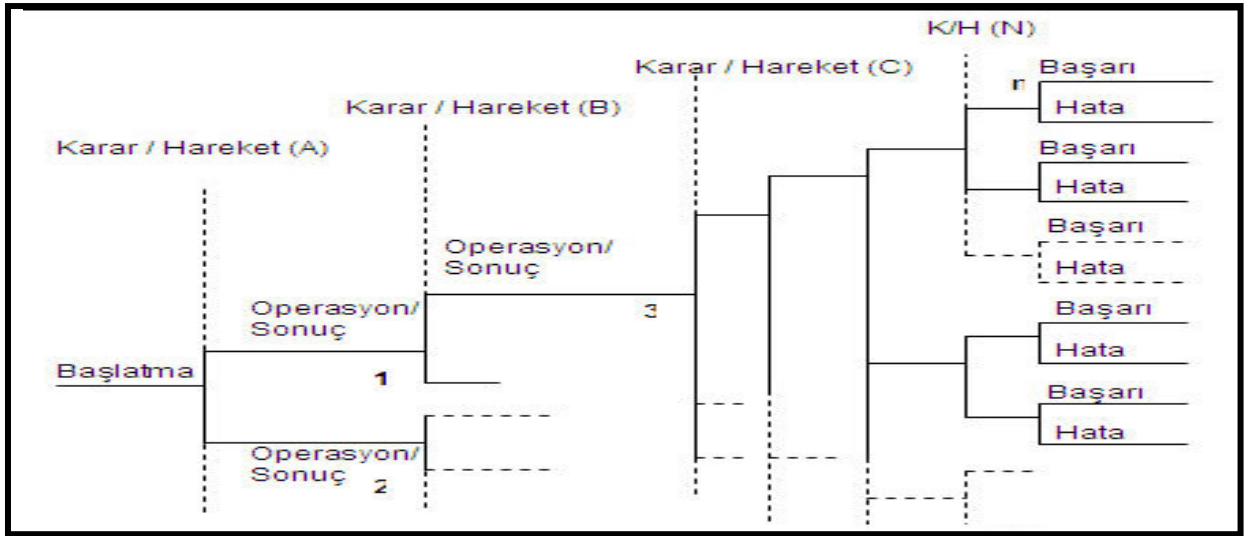 K/H (N)
Karar / Hareket (C)
Karar / Hareket (B)
Karar / Hareket (A)
n
Başarı
Hata
Başarı
Hata
Başarı
Hata
Operasyon/
Sonuç
3
Operasyon/
Sonuç
1
Başlatma
Operasyon/
Sonuç
2
Başarı
Hata
Başarı
Hata